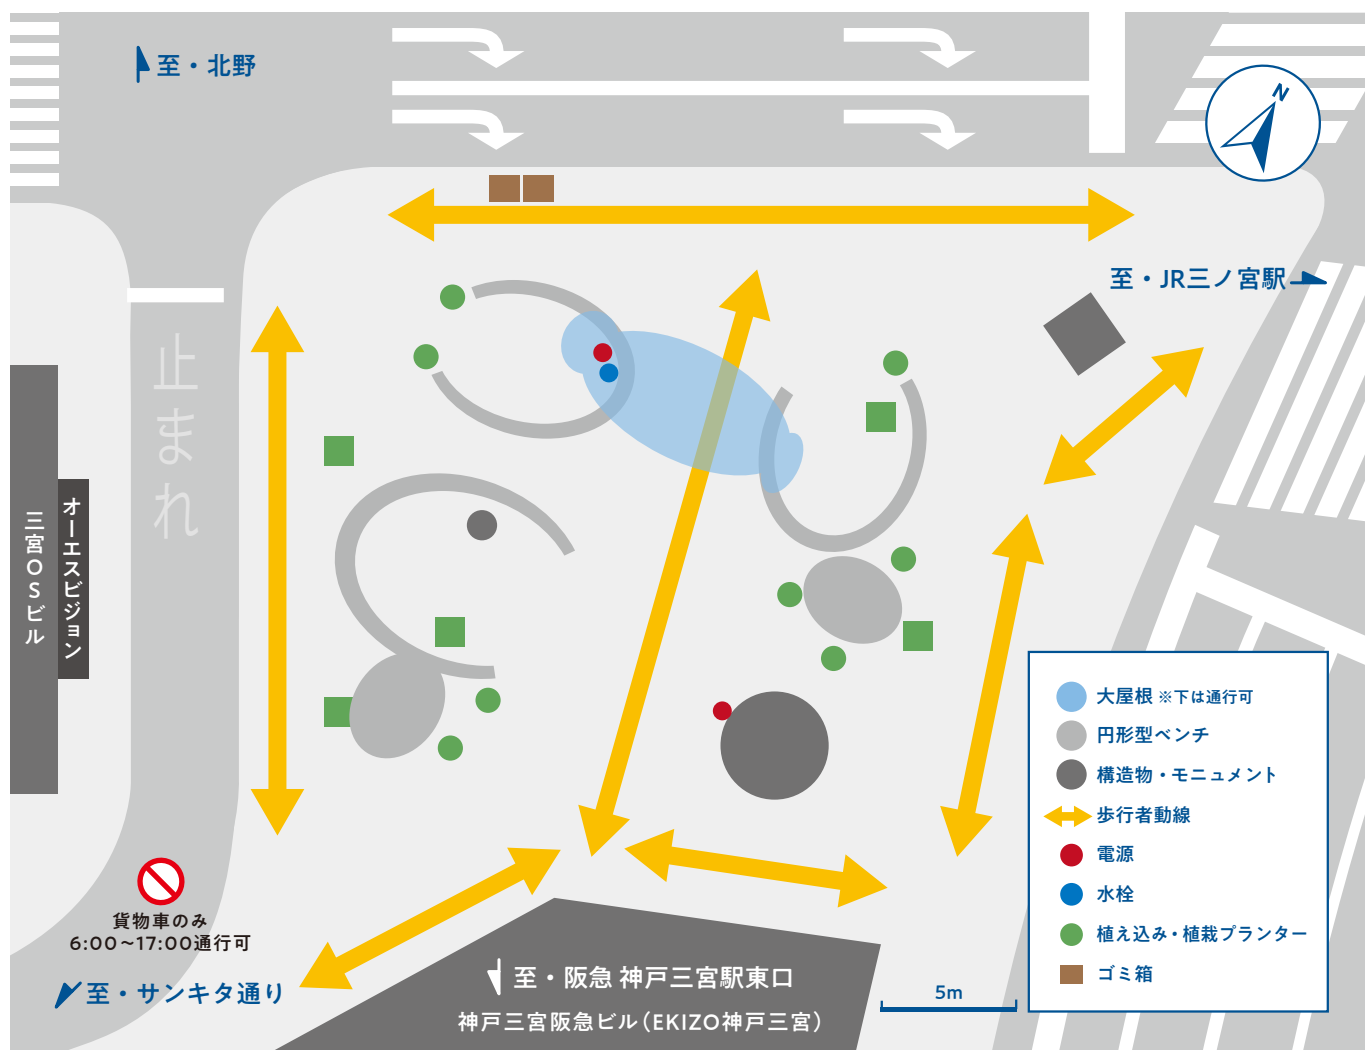 至・北野
N
至・JR三ノ宮駅
止まれ
三宮OSビル
オーエスビジョン
大屋根 ※下は通行可
円形型ベンチ
構造物・モニュメント
歩行者動線
電源
水栓
植え込み・植栽プランター
ゴミ箱
貨物車のみ
6:00～17:00通行可
至・サンキタ通り
至・阪急 神戸三宮駅東口
神戸三宮阪急ビル（EKIZO神戸三宮）
5m